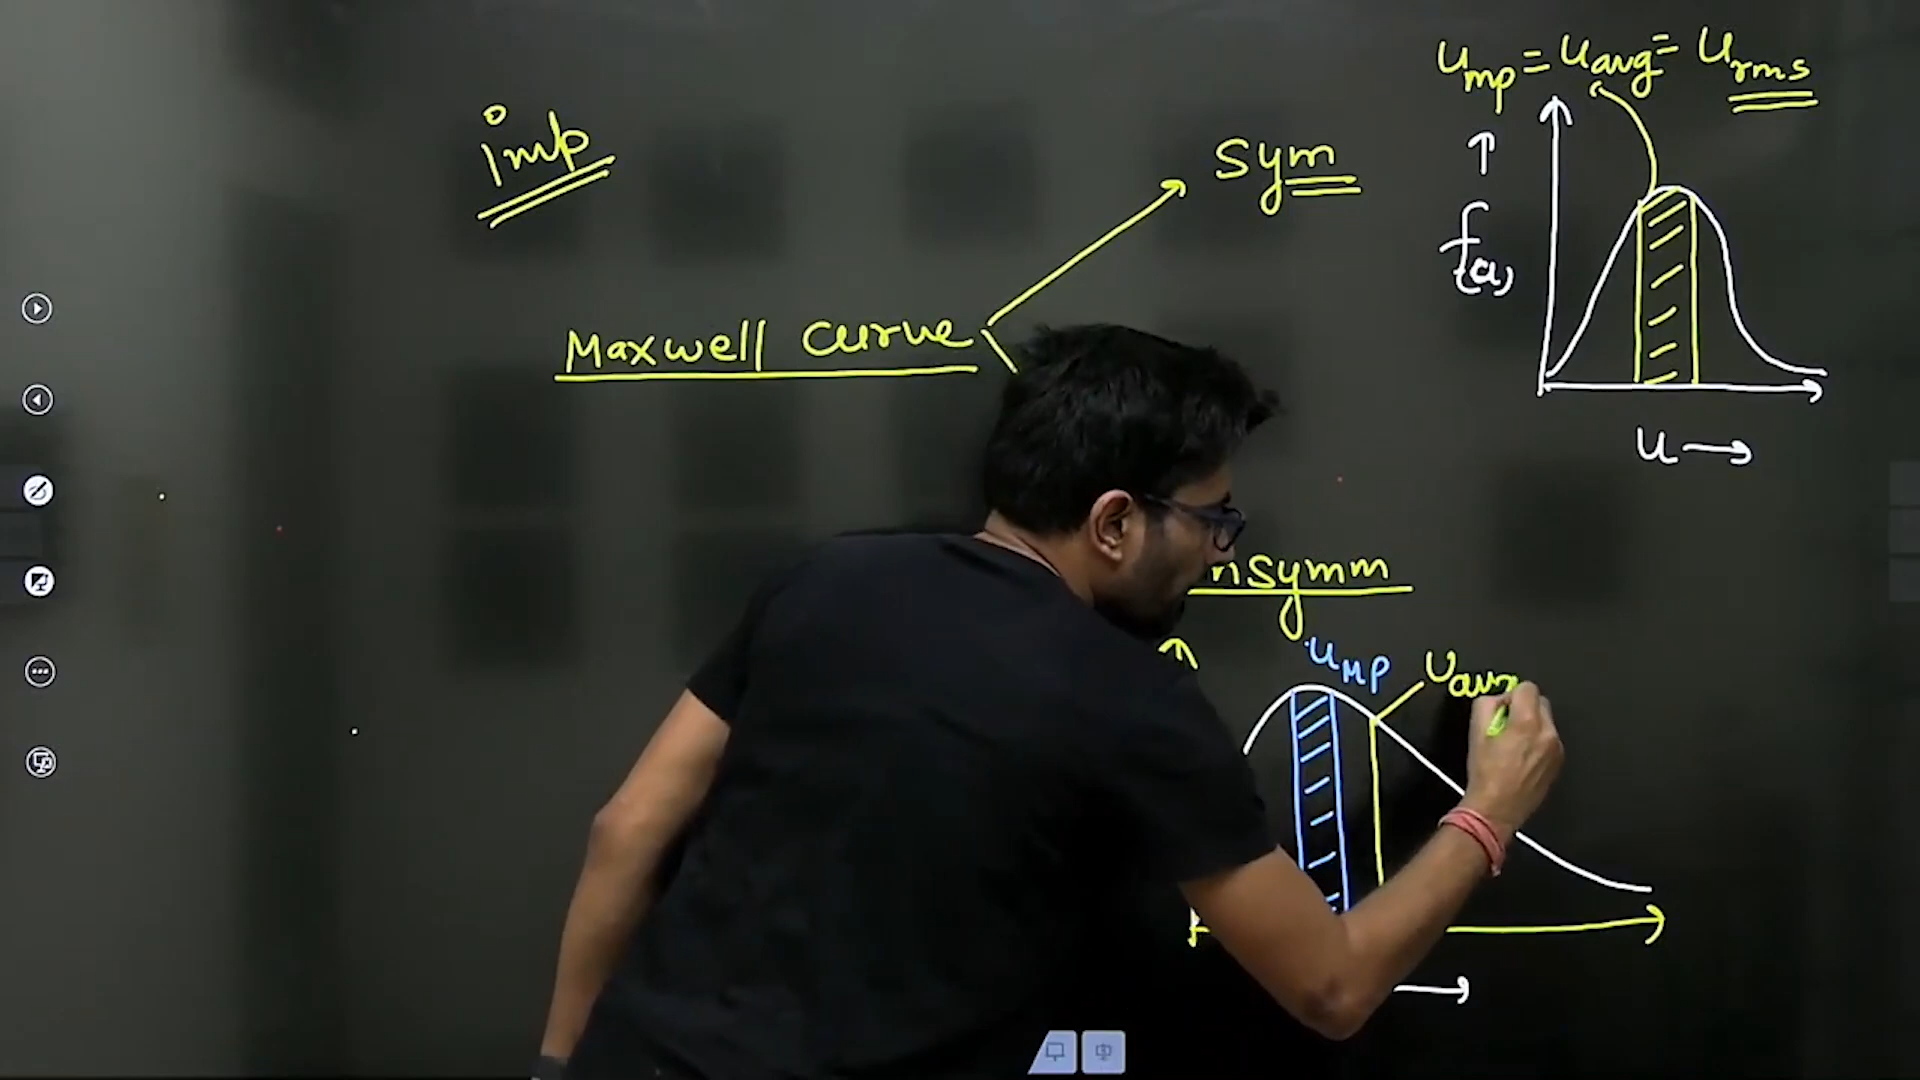 imp
Maxwell curve
Sym
Ump = Uavg = Urms
f(u)
u
nsymm
UMP
Uavg